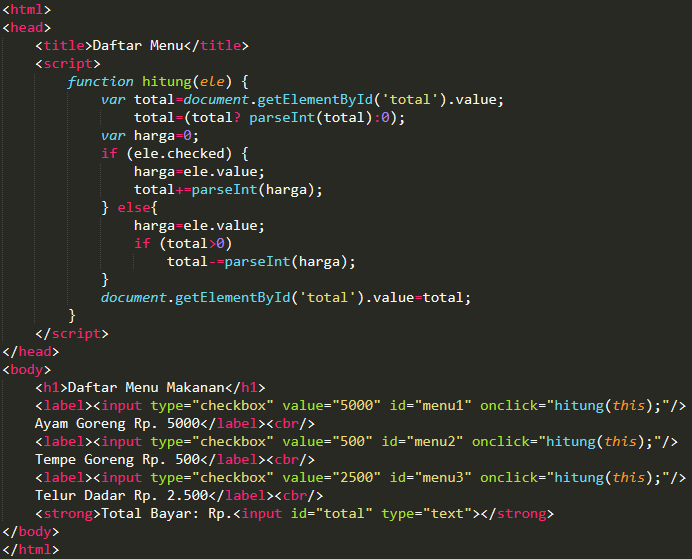 <html>
<head>
    <title>Daftar Menu</title>
    <script>
        function hitung(ele) {
            var total=document.getElementById('total').value;
                total=(total? parseInt(total):0);
            var harga=0;
            if (ele.checked) {
                harga=ele.value;
                total+=parseInt(harga);
            } else{
                harga=ele.value;
                if (total>0)
                    total-=parseInt(harga);
            }
            document.getElementById('total').value=total;
        }
    </script>
</head>
<body>
    <h1>Daftar Menu Makanan</h1>
    <label><input type="checkbox" value="5000" id="menu1" onclick="hitung(this);"/>
    Ayam Goreng Rp. 5000</label><cbr/>
    <label><input type="checkbox" value="500" id="menu2" onclick="hitung(this);"/>
    Tempe Goreng Rp. 500</label><cbr/>
    <label><input type="checkbox" value="2500" id="menu3" onclick="hitung(this);"/>
    Telur Dadar Rp. 2.500</label><cbr/>
    <strong>Total Bayar: Rp.<input id="total" type="text"></strong>
</body>
</html>